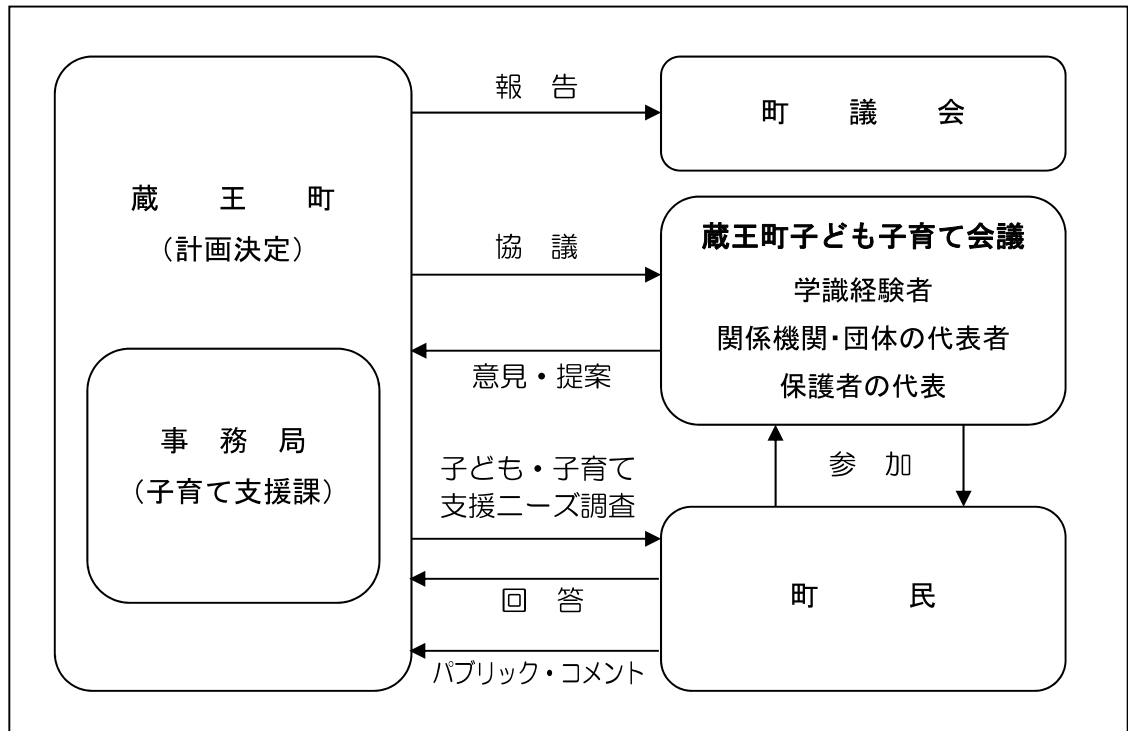 報　告
町　議　会
蔵　王　町
（計画決定）
協　議
蔵王町子ども子育て会議
学識経験者
関係機関・団体の代表者
保護者の代表
意見・提案
事　務　局
（子育て支援課）
子ども・子育て
支援ニーズ調査
参　加
回　答
町　民
パブリック・コメント